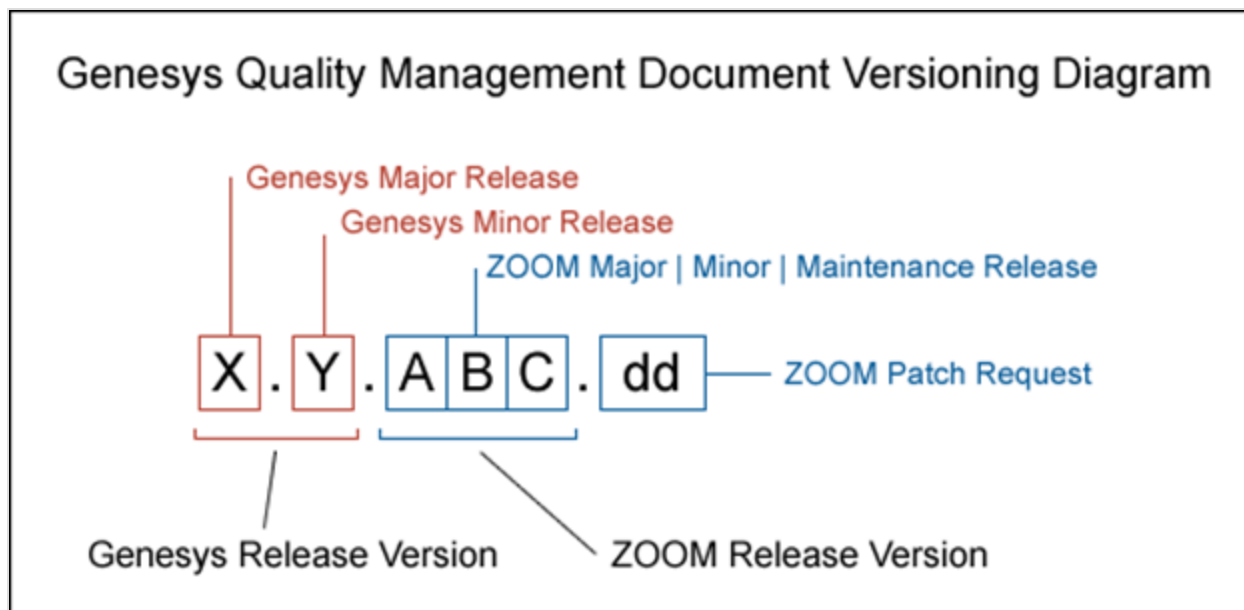 Genesys Quality Management Document Versioning Diagram
Genesys Major Release
Genesys Minor Release
ZOOM Major | Minor | Maintenance Release
X . Y . A B C . dd
ZOOM Patch Request
Genesys Release Version
ZOOM Release Version